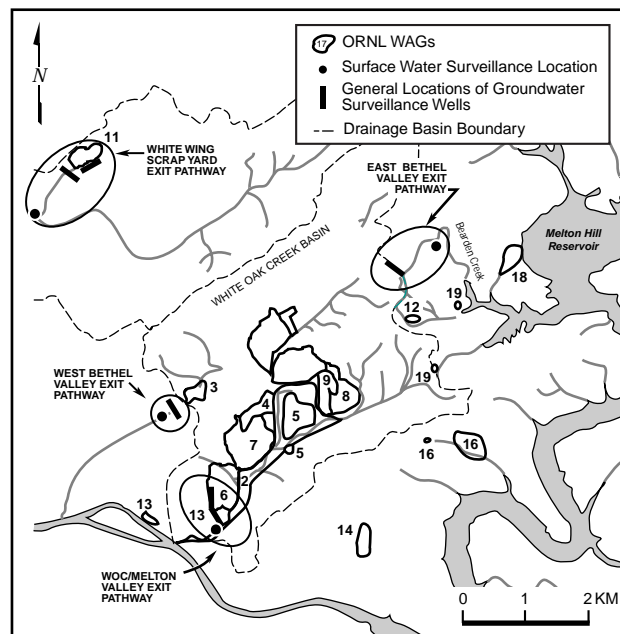 17 ORNL WAGs
Surface Water Surveillance Location
General Locations of Groundwater
Surveillance Wells
Drainage Basin Boundary
N
11
WHITE WING
SCRAP YARD
EXIT PATHWAY
EAST BETHEL
VALLEY EXIT
PATHWAY
Bearden Creek
Melton Hill
Reservoir
WHITE OAK CREEK BASIN
18
19
12
19
WEST BETHEL
VALLEY EXIT
PATHWAY
3
9
8
4
5
7
5
16
16
2
6
13
13
14
WOC/MELTON
VALLEY EXIT
PATHWAY
0 1 2 KM